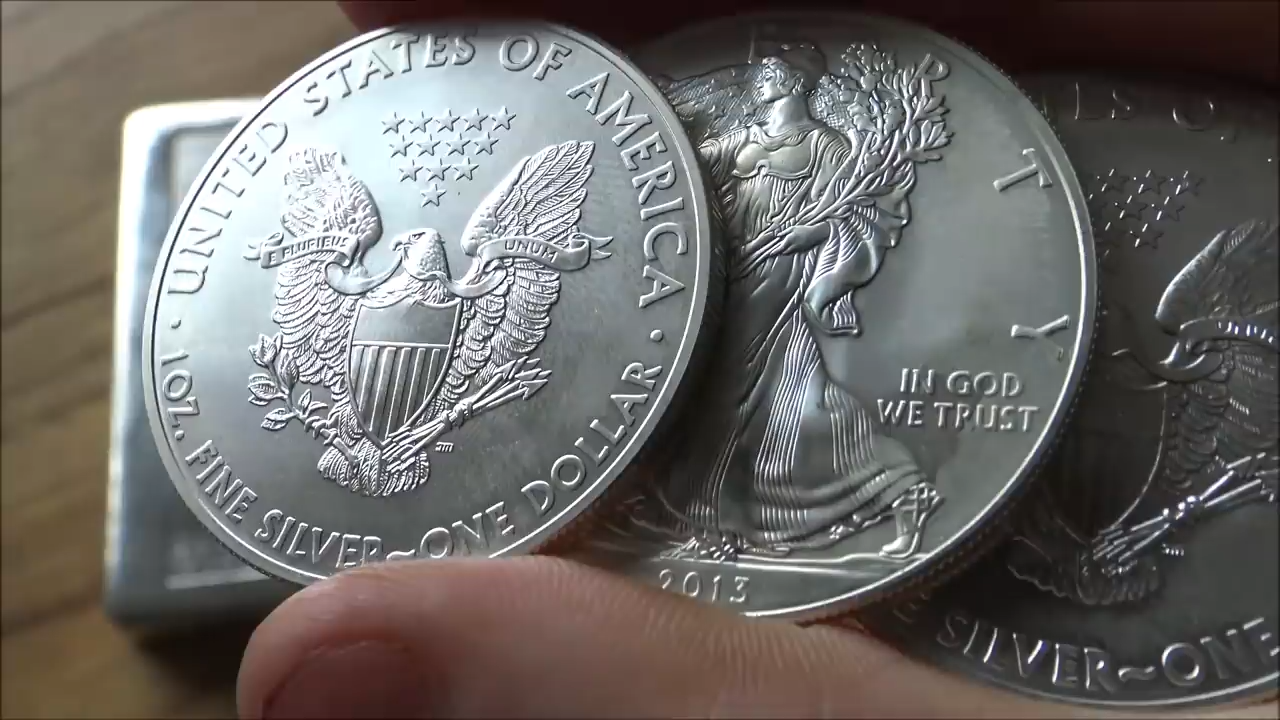 UNITED STATES OF AMERICA
E PLURIBUS
UNUM
· 1 OZ. FINE SILVER~ONE DOLLAR ·
E
R
T
Y
IN GOD
WE TRUST
2013
UNUM
SILVER~ONE